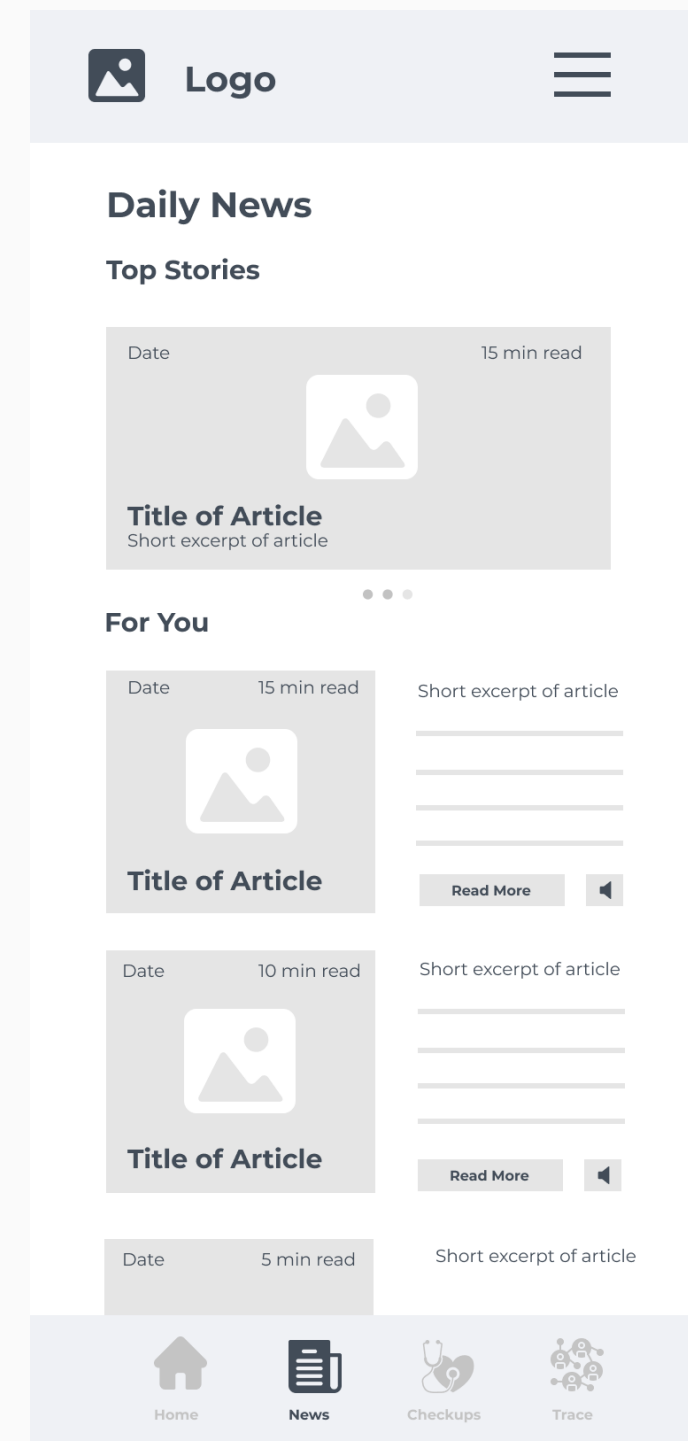 Logo
Daily News
Top Stories
Date 15 min read
Title of Article
Short excerpt of article
For You
Date 15 min read
Title of Article
Short excerpt of article
Read More
Date 10 min read
Title of Article
Short excerpt of article
Read More
Date 5 min read
Short excerpt of article
Home News Checkups Trace